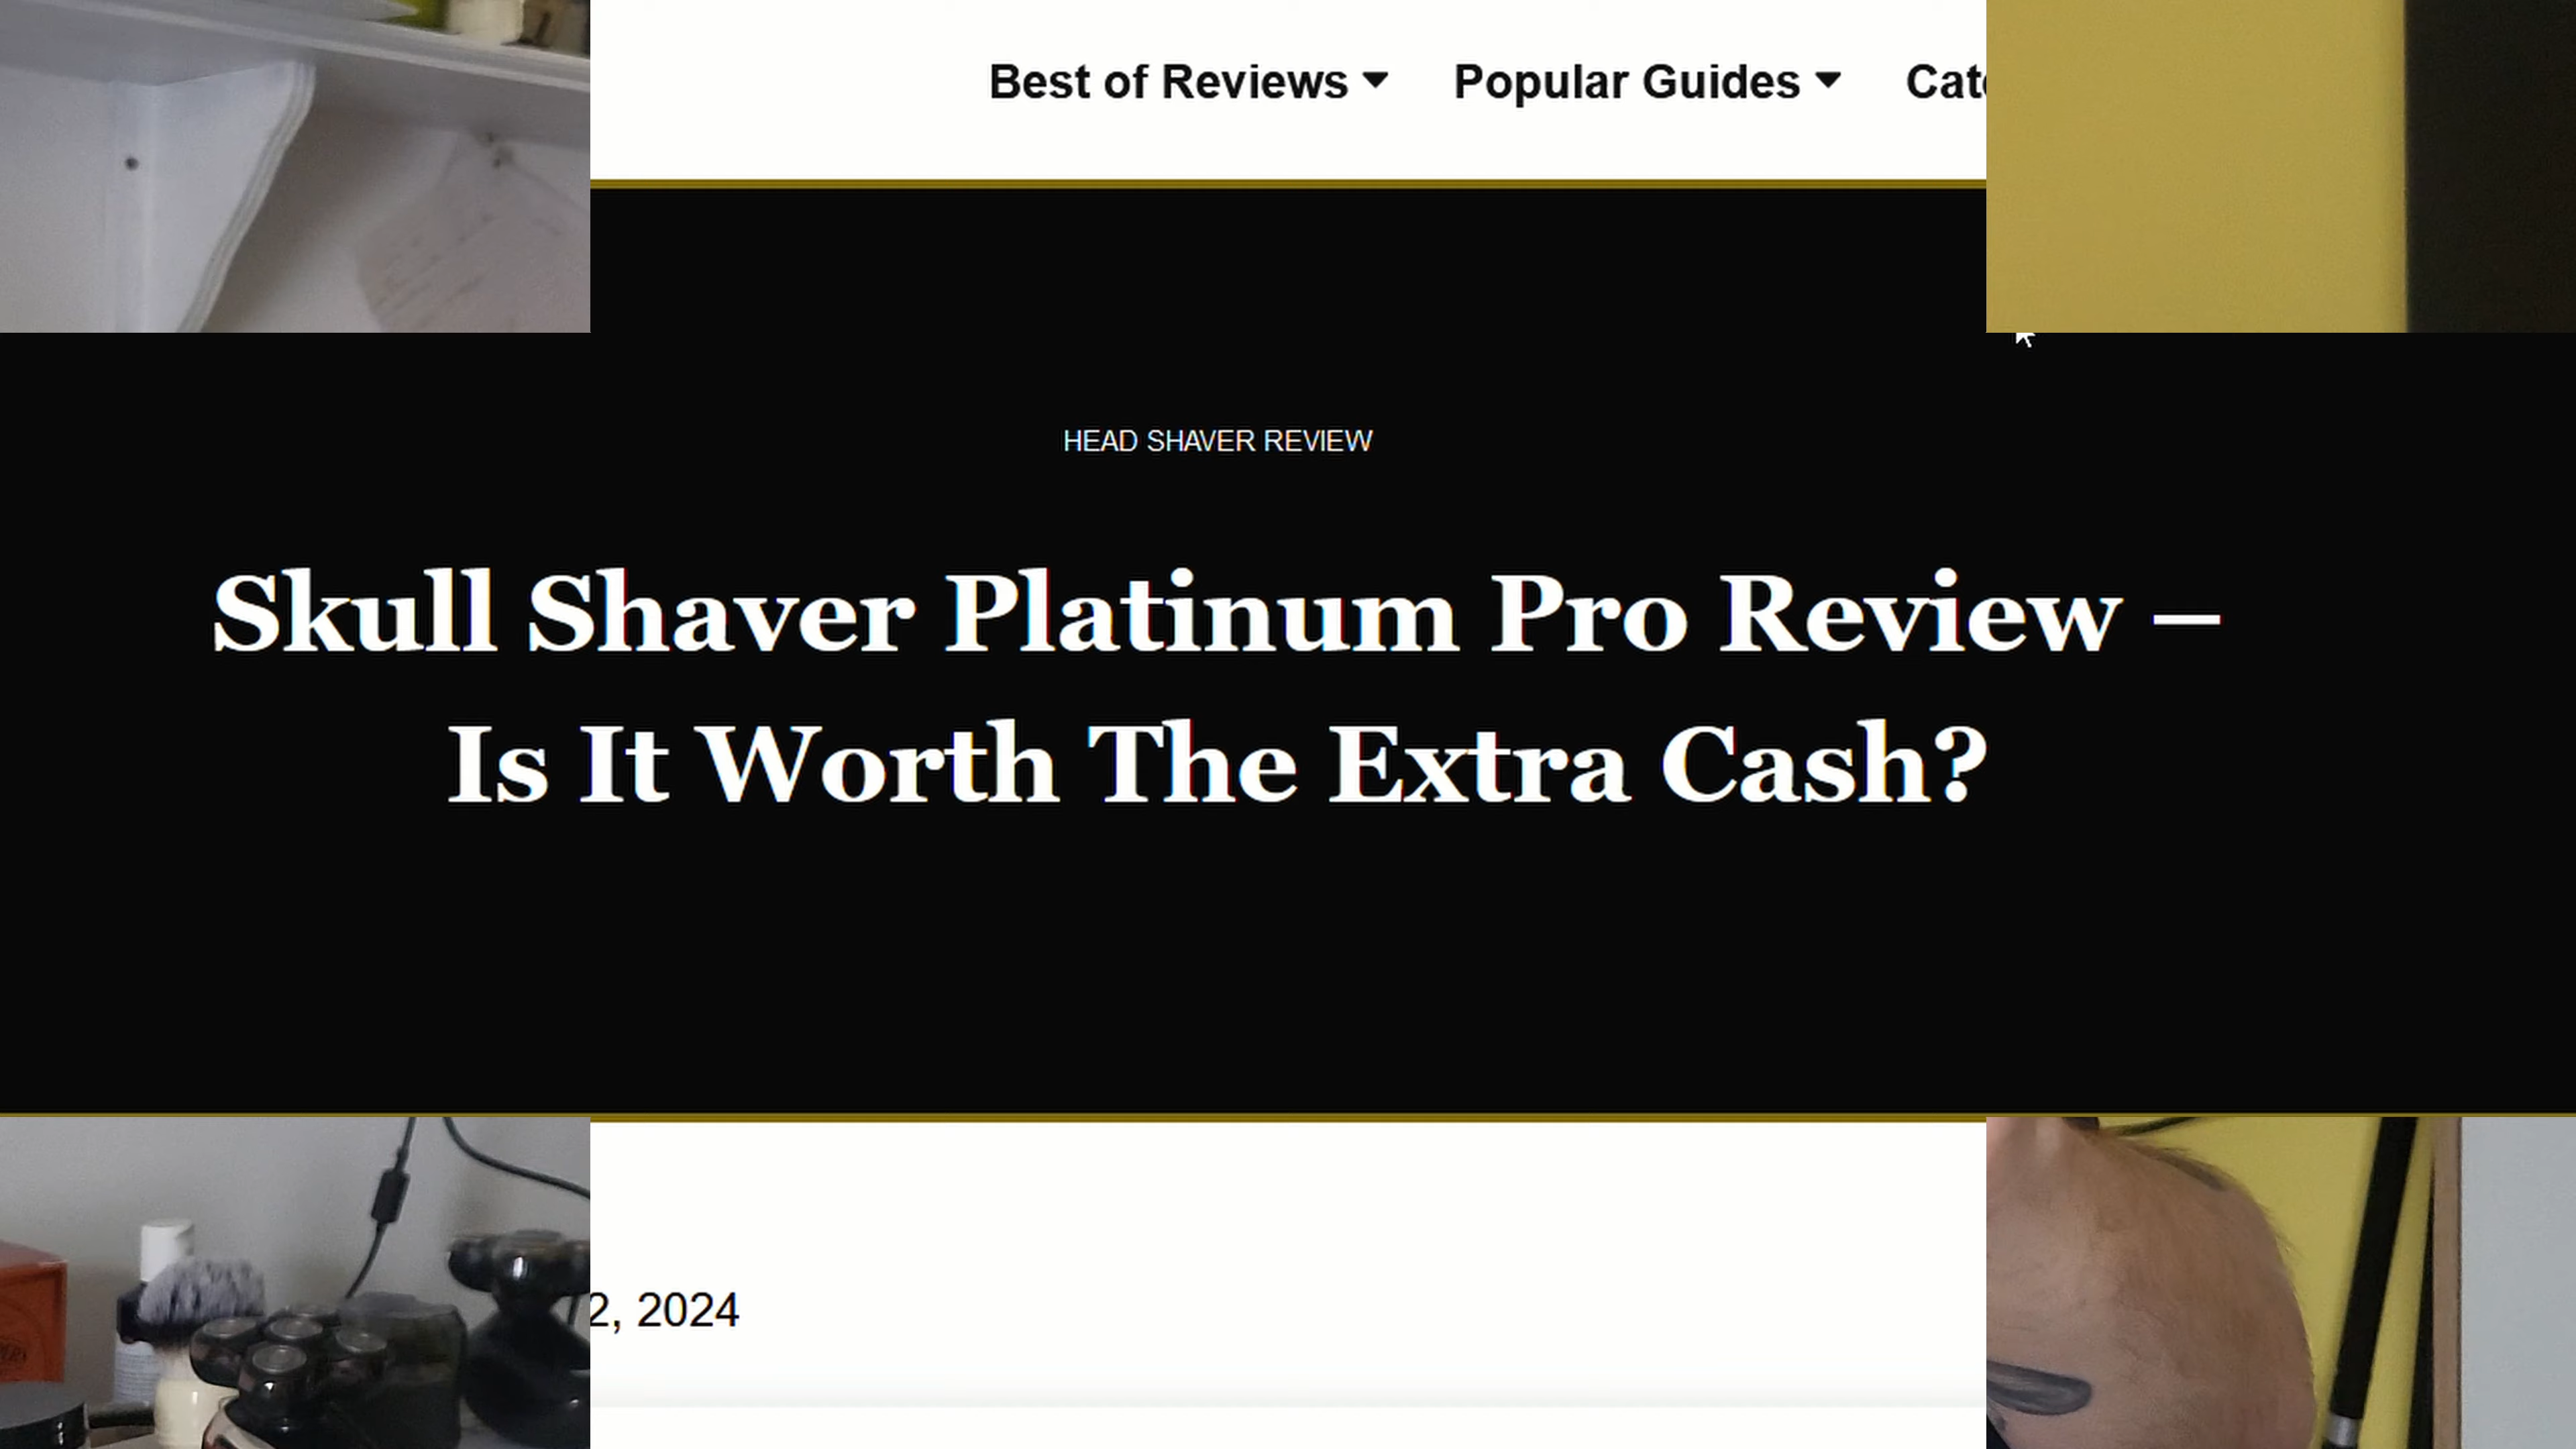 Best of Reviews Popular Guides
HEAD SHAVER REVIEW
Skull Shaver Platinum Pro Review –
Is It Worth The Extra Cash?
2, 2024